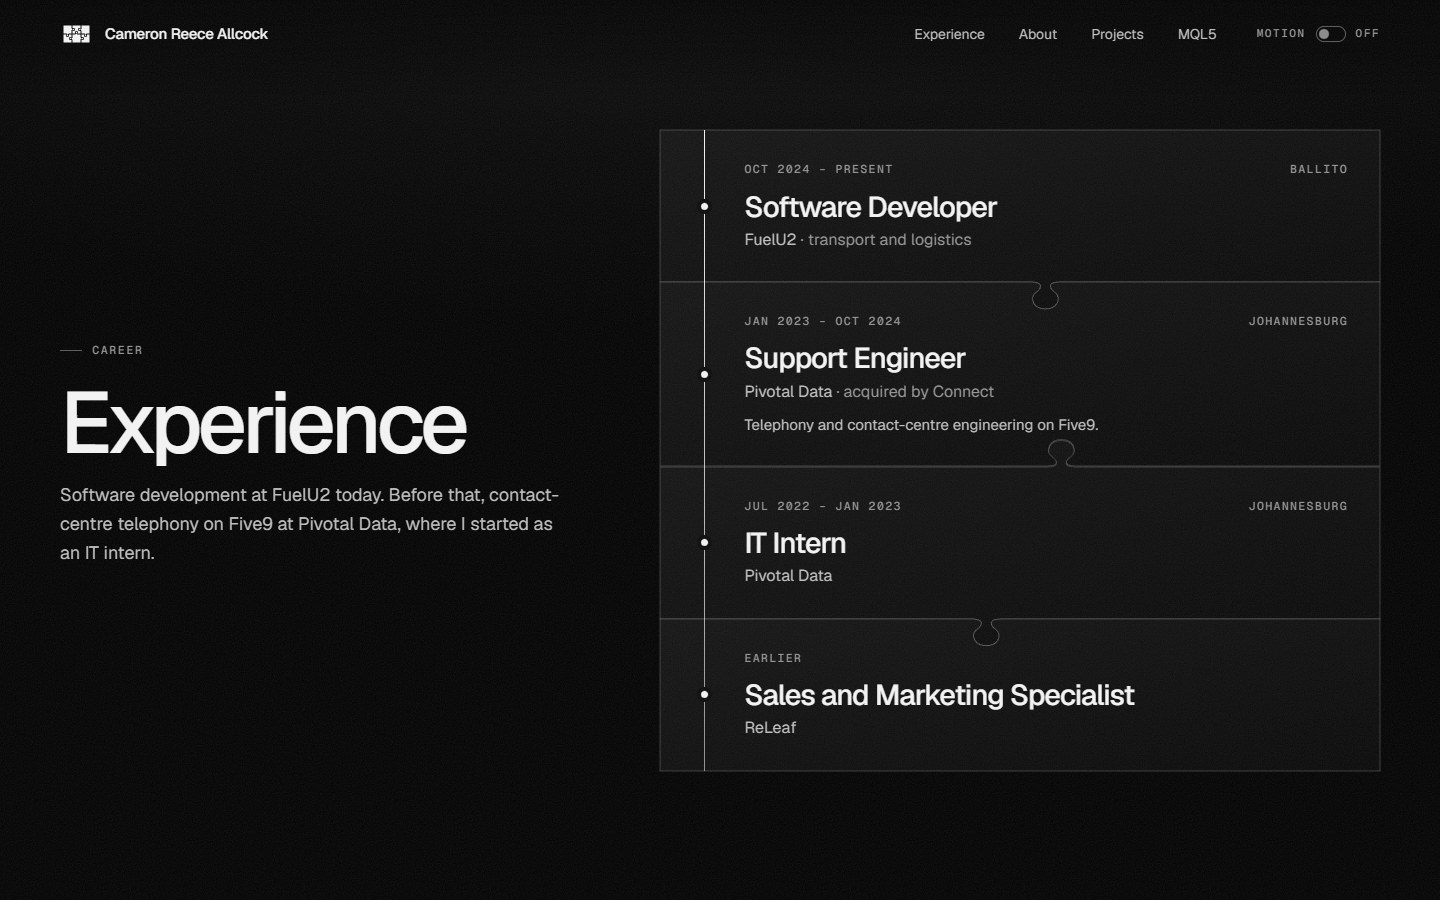 Cameron Reece Allcock
Experience
About
Projects
MQL5
MOTION
OFF
CAREER
Experience
Software development at FuelU2 today. Before that, contact-
centre telephony on Five9 at Pivotal Data, where I started as
an IT intern.
OCT 2024 – PRESENT
BALLITO
Software Developer
FuelU2 · transport and logistics
JAN 2023 – OCT 2024
JOHANNESBURG
Support Engineer
Pivotal Data · acquired by Connect
Telephony and contact-centre engineering on Five9.
JUL 2022 – JAN 2023
JOHANNESBURG
IT Intern
Pivotal Data
EARLIER
Sales and Marketing Specialist
ReLeaf